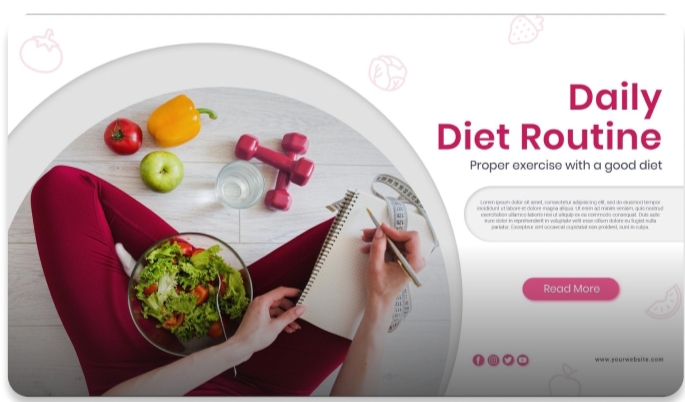 Daily
Diet Routine
Proper exercise with a good diet
Lorem ipsum dolor sit amet, consectetur adipiscing elit, sed do eiusmod tempor
incididunt ut labore et dolore magna aliqua. Ut enim ad minim veniam, quis nostrud
exercitation ullamco laboris nisi ut aliquip ex ea commodo consequat. Duis aute
irure dolor in reprehenderit in voluptate velit esse cillum dolore eu fugiat nulla
pariatur. Excepteur sint occaecat cupidatat non proident, sunt in culpa.
Read More
www.yourwebsite.com